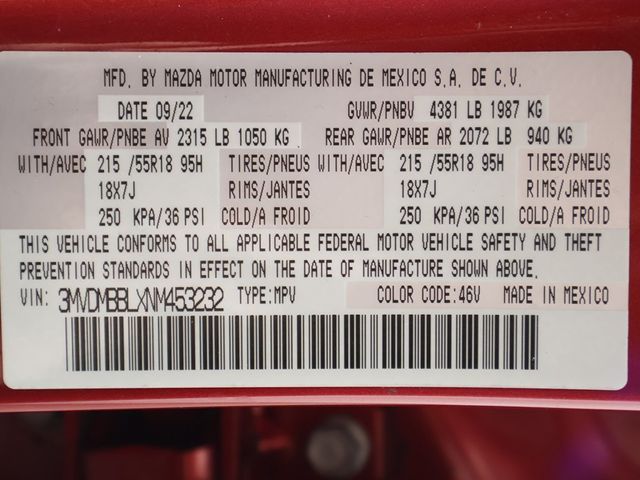 MFD. BY MAZDA MOTOR MANUFACTURING DE MEXICO S.A. DE C.V.
DATE 09/22 GVWR/PNBV 4381 LB 1987 KG
FRONT GAWR/PNBE AV 2315 LB 1050 KG REAR GAWR/PNBE AR 2072 LB 940 KG
WITH/AVEC 215 /55R18 95H TIRES/PNEUS WITH/AVEC 215 /55R18 95H TIRES/PNEUS
18X7J RIMS/JANTES 18X7J RIMS/JANTES
250 KPA/36 PSI COLD/A FROID 250 KPA/36 PSI COLD/A FROID
THIS VEHICLE CONFORMS TO ALL APPLICABLE FEDERAL MOTOR VEHICLE SAFETY AND THEFT
PREVENTION STANDARDS IN EFFECT ON THE DATE OF MANUFACTURE SHOWN ABOVE.
VIN: 3MVDMBBLXNM453232 TYPE:MPV COLOR CODE:46V MADE IN MEXICO